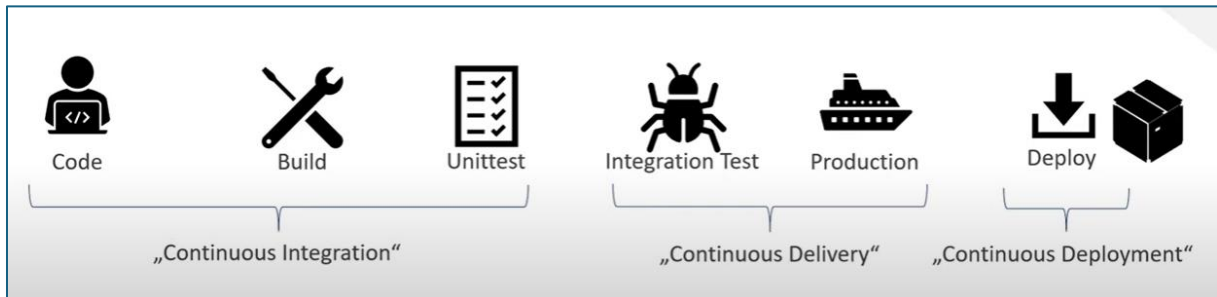 </>
Code
Build
Unittest
Integration Test
Production
Deploy
„Continuous Integration“
„Continuous Delivery“
„Continuous Deployment“